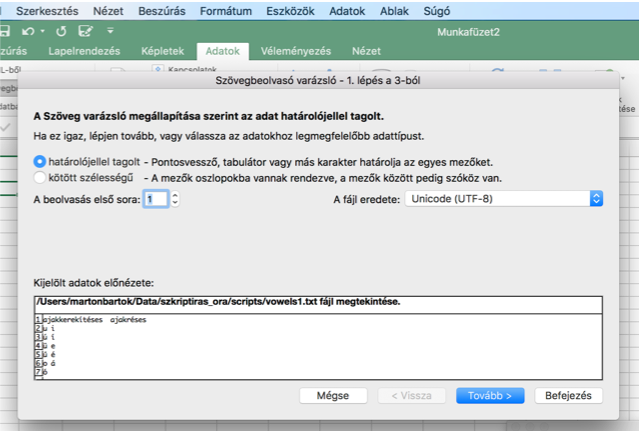 Szerkesztés Nézet Beszúrás Formátum Eszközök Adatok Ablak Súgó
Munkafüzet2
zúrás Lapelrendezés Képletek Adatok Véleményezés Nézet
L-ből
Kapcsolatok
Szövegbeolvasó varázsló - 1. lépés a 3-ból
A Szöveg varázsló megállapítása szerint az adat határolójellel tagolt.
Ha ez igaz, lépjen tovább, vagy válassza az adatokhoz legmegfelelőbb adattípust.
határolójellel tagolt - Pontosvessző, tabulátor vagy más karakter határolja az egyes mezőket.
kötött szélességű - A mezők oszlopokba vannak rendezve, a mezők között pedig szóköz van.
A beolvasás első sora: 1 A fájl eredete: Unicode (UTF-8)
Kijelölt adatok előnézete:
/Users/martonbartok/Data/szkriptiras_ora/scripts/vowels1.txt fájl megtekintése.
1 ajakkerekítéses ajakréses
2 u i
3 ú í
4 ü e
5 ű é
6 o á
7 ó
Mégse < Vissza Tovább > Befejezés